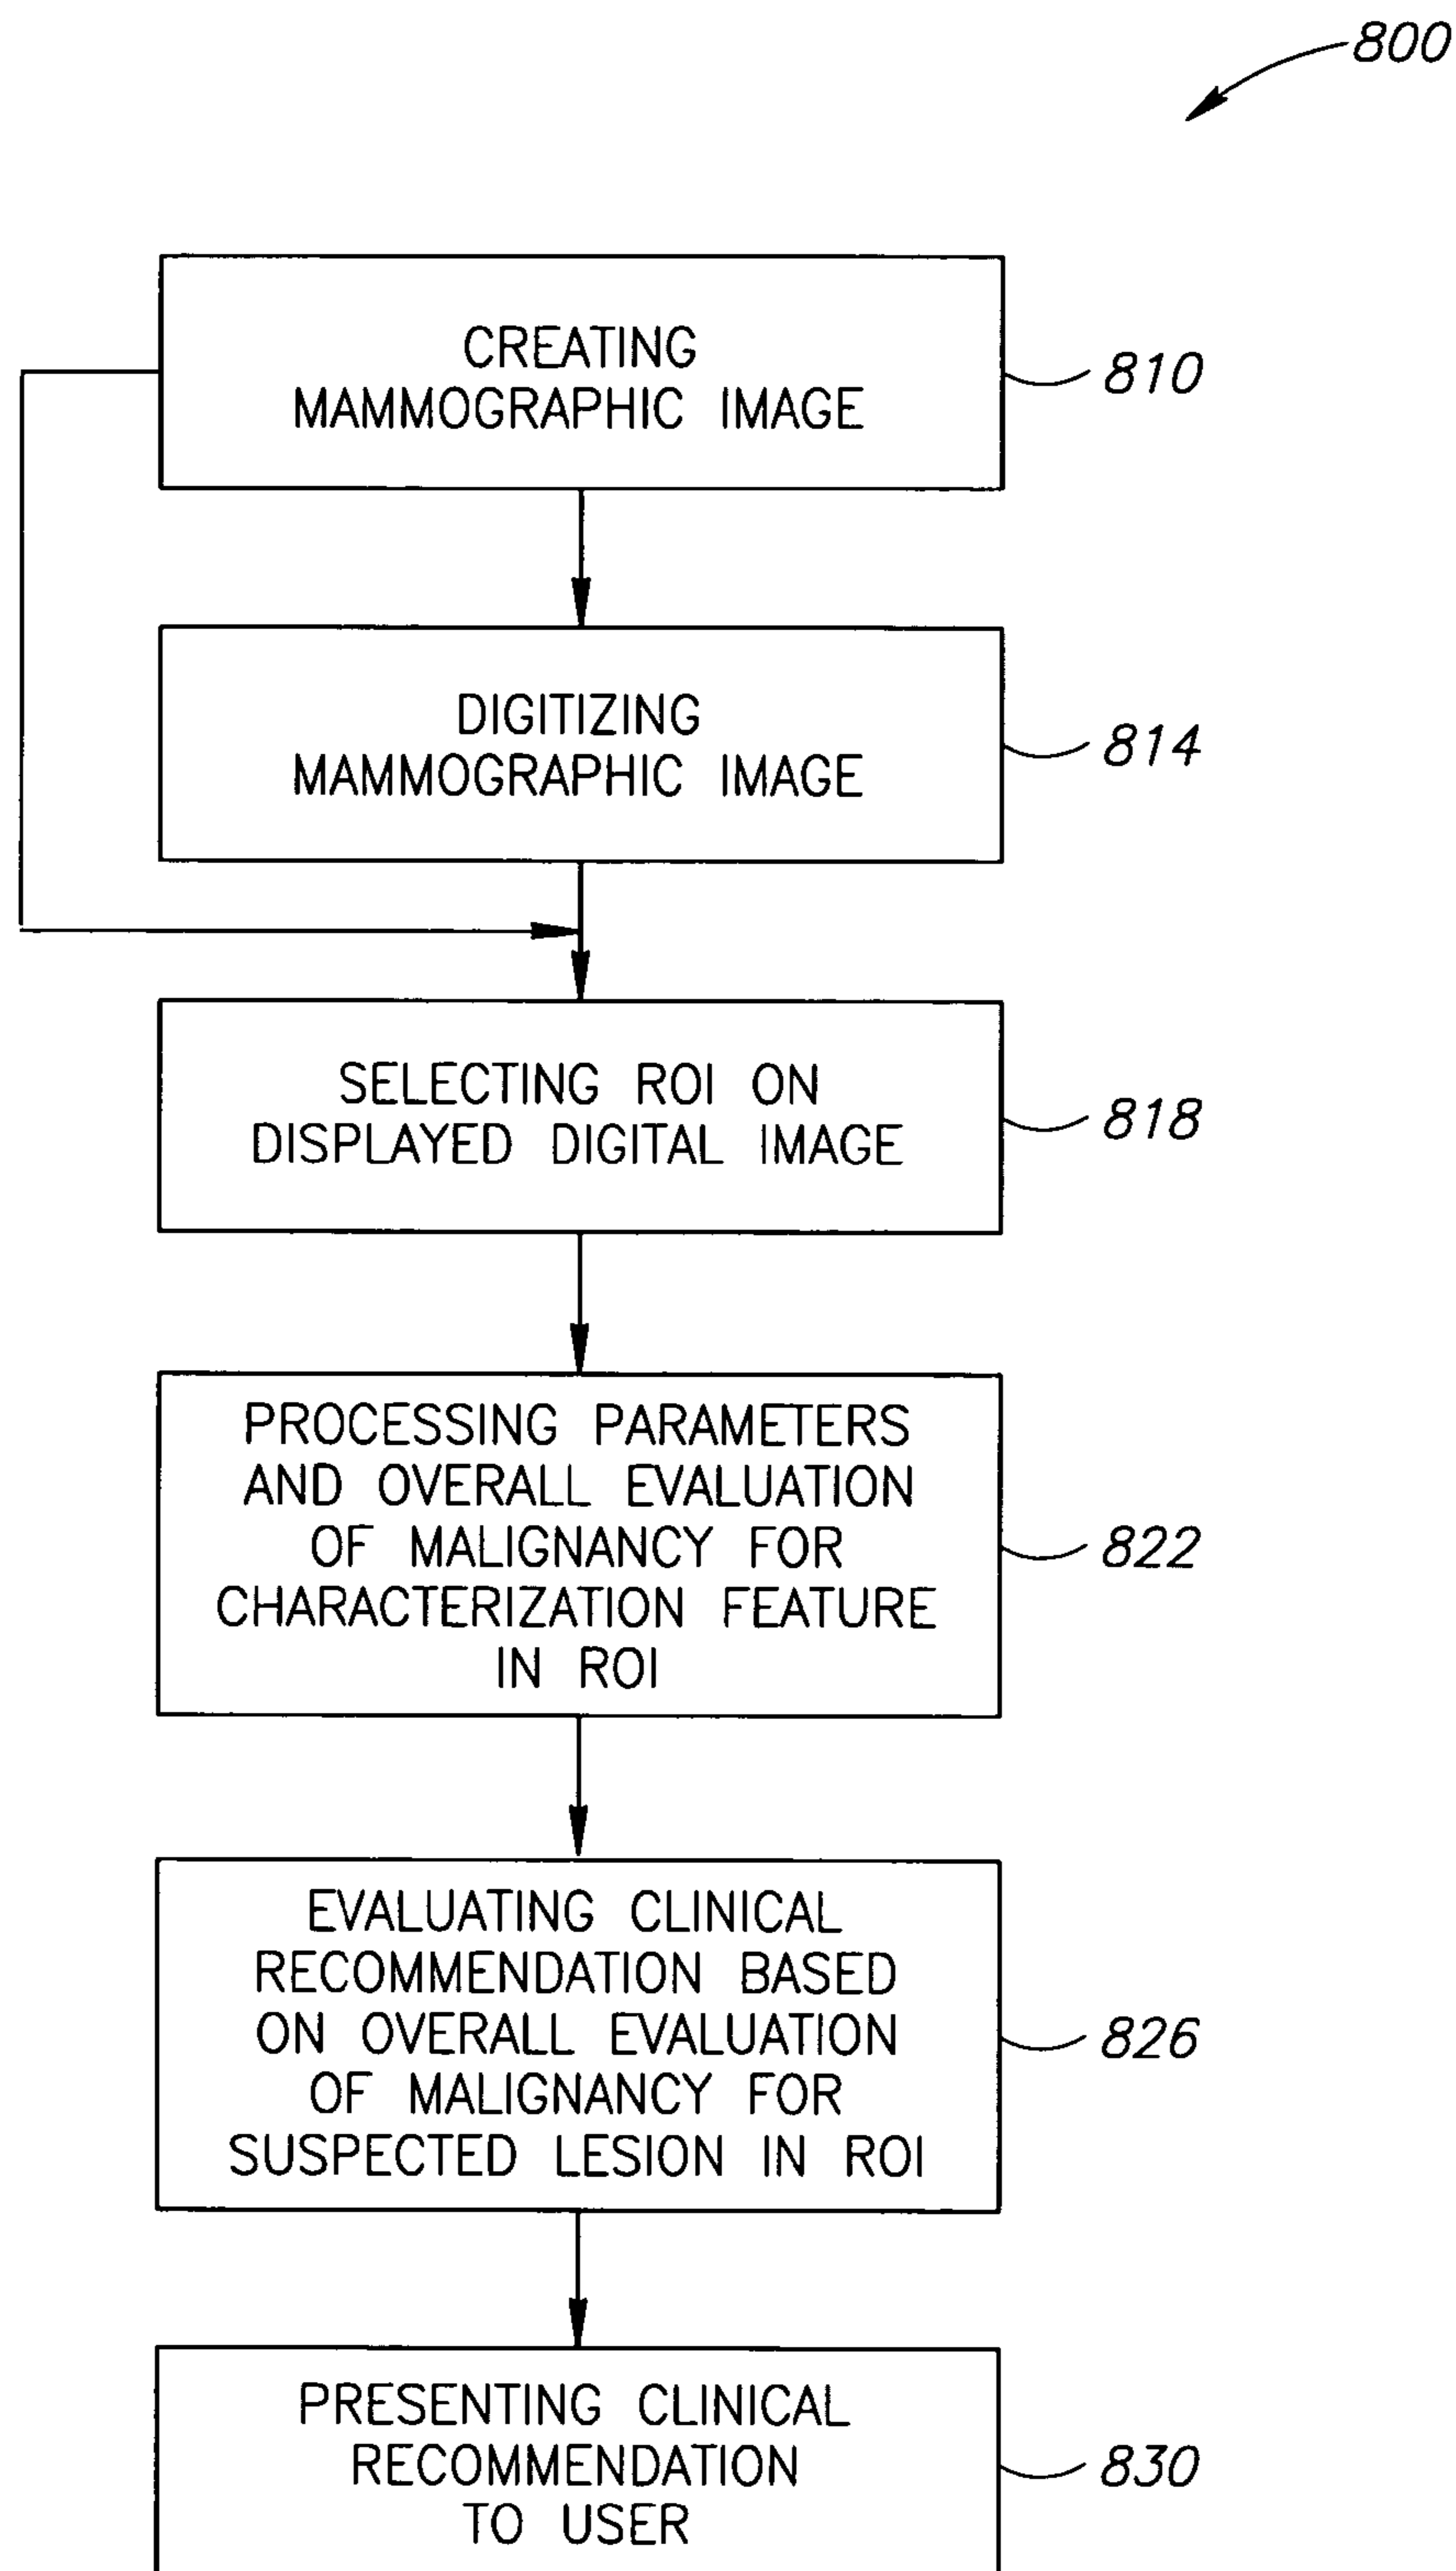 800
CREATING
MAMMOGRAPHIC IMAGE
810
DIGITIZING
MAMMOGRAPHIC IMAGE
814
SELECTING ROI ON
DISPLAYED DIGITAL IMAGE
818
PROCESSING PARAMETERS
AND OVERALL EVALUATION
OF MALIGNANCY FOR
CHARACTERIZATION FEATURE
IN ROI
822
EVALUATING CLINICAL
RECOMMENDATION BASED
ON OVERALL EVALUATION
OF MALIGNANCY FOR
SUSPECTED LESION IN ROI
826
PRESENTING CLINICAL
RECOMMENDATION
TO USER
830